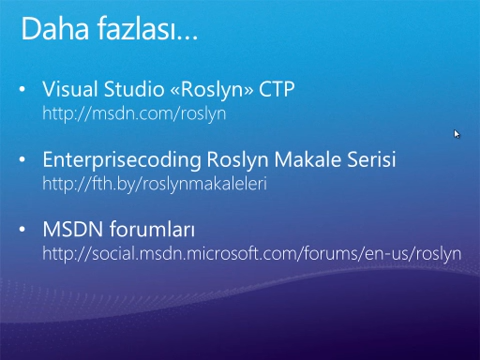 Daha fazlası...
• Visual Studio «Roslyn» CTP
http://msdn.com/roslyn
• Enterprisecoding Roslyn Makale Serisi
http://fth.by/roslynmakaleleri
• MSDN forumları
http://social.msdn.microsoft.com/forums/en-us/roslyn